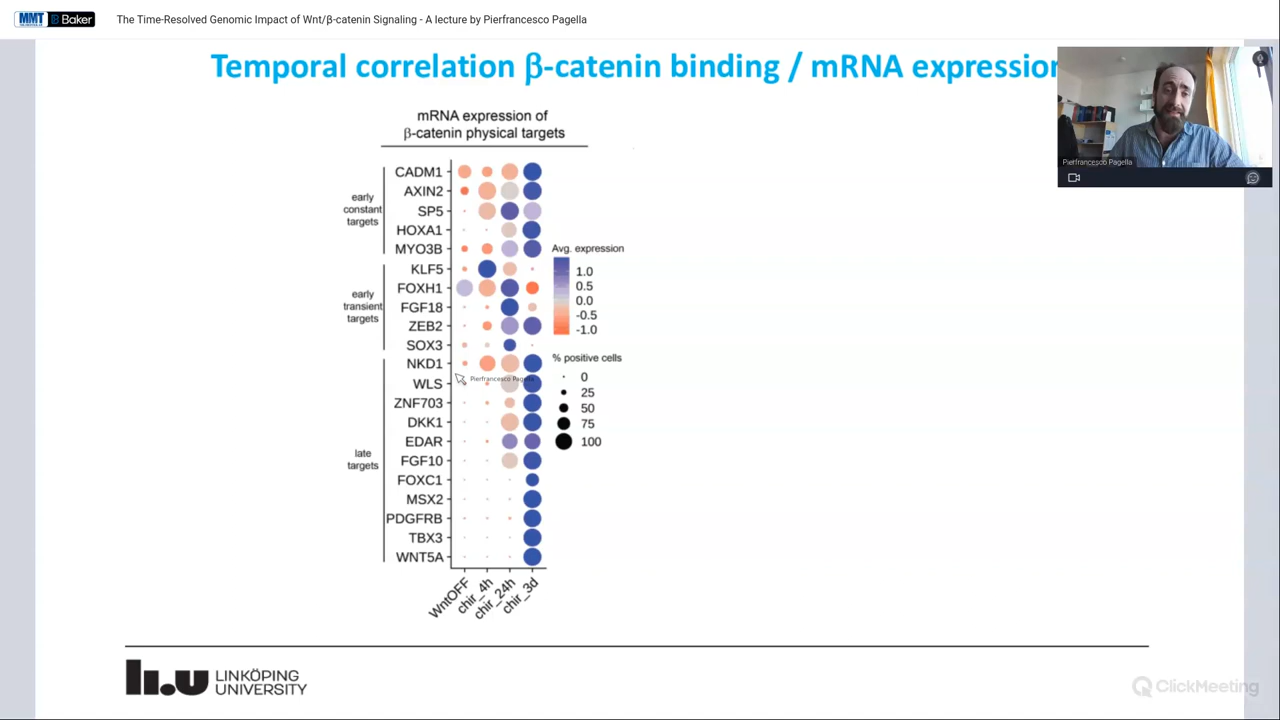 MMT
Baker
The Time-Resolved Genomic Impact of Wnt/β-catenin Signaling - A lecture by Pierfrancesco Pagella
Temporal correlation β-catenin binding / mRNA expression
Pierfrancesco Pagella
mRNA expression of
β-catenin physical targets
early
constant
targets
CADM1
AXIN2
SP5
HOXA1
MYO3B
early
transient
targets
KLF5
FOXH1
FGF18
ZEB2
SOX3
late
targets
NKD1
WLS
ZNF703
DKK1
EDAR
FGF10
FOXC1
MSX2
PDGFRB
TBX3
WNT5A
Pierfrancesco Pagella
WntOFF
chir_4h
chir_24h
chir_3d
Avg. expression
1.0
0.5
0.0
-0.5
-1.0
% positive cells
0
25
50
75
100
LINKÖPING
UNIVERSITY
ClickMeeting